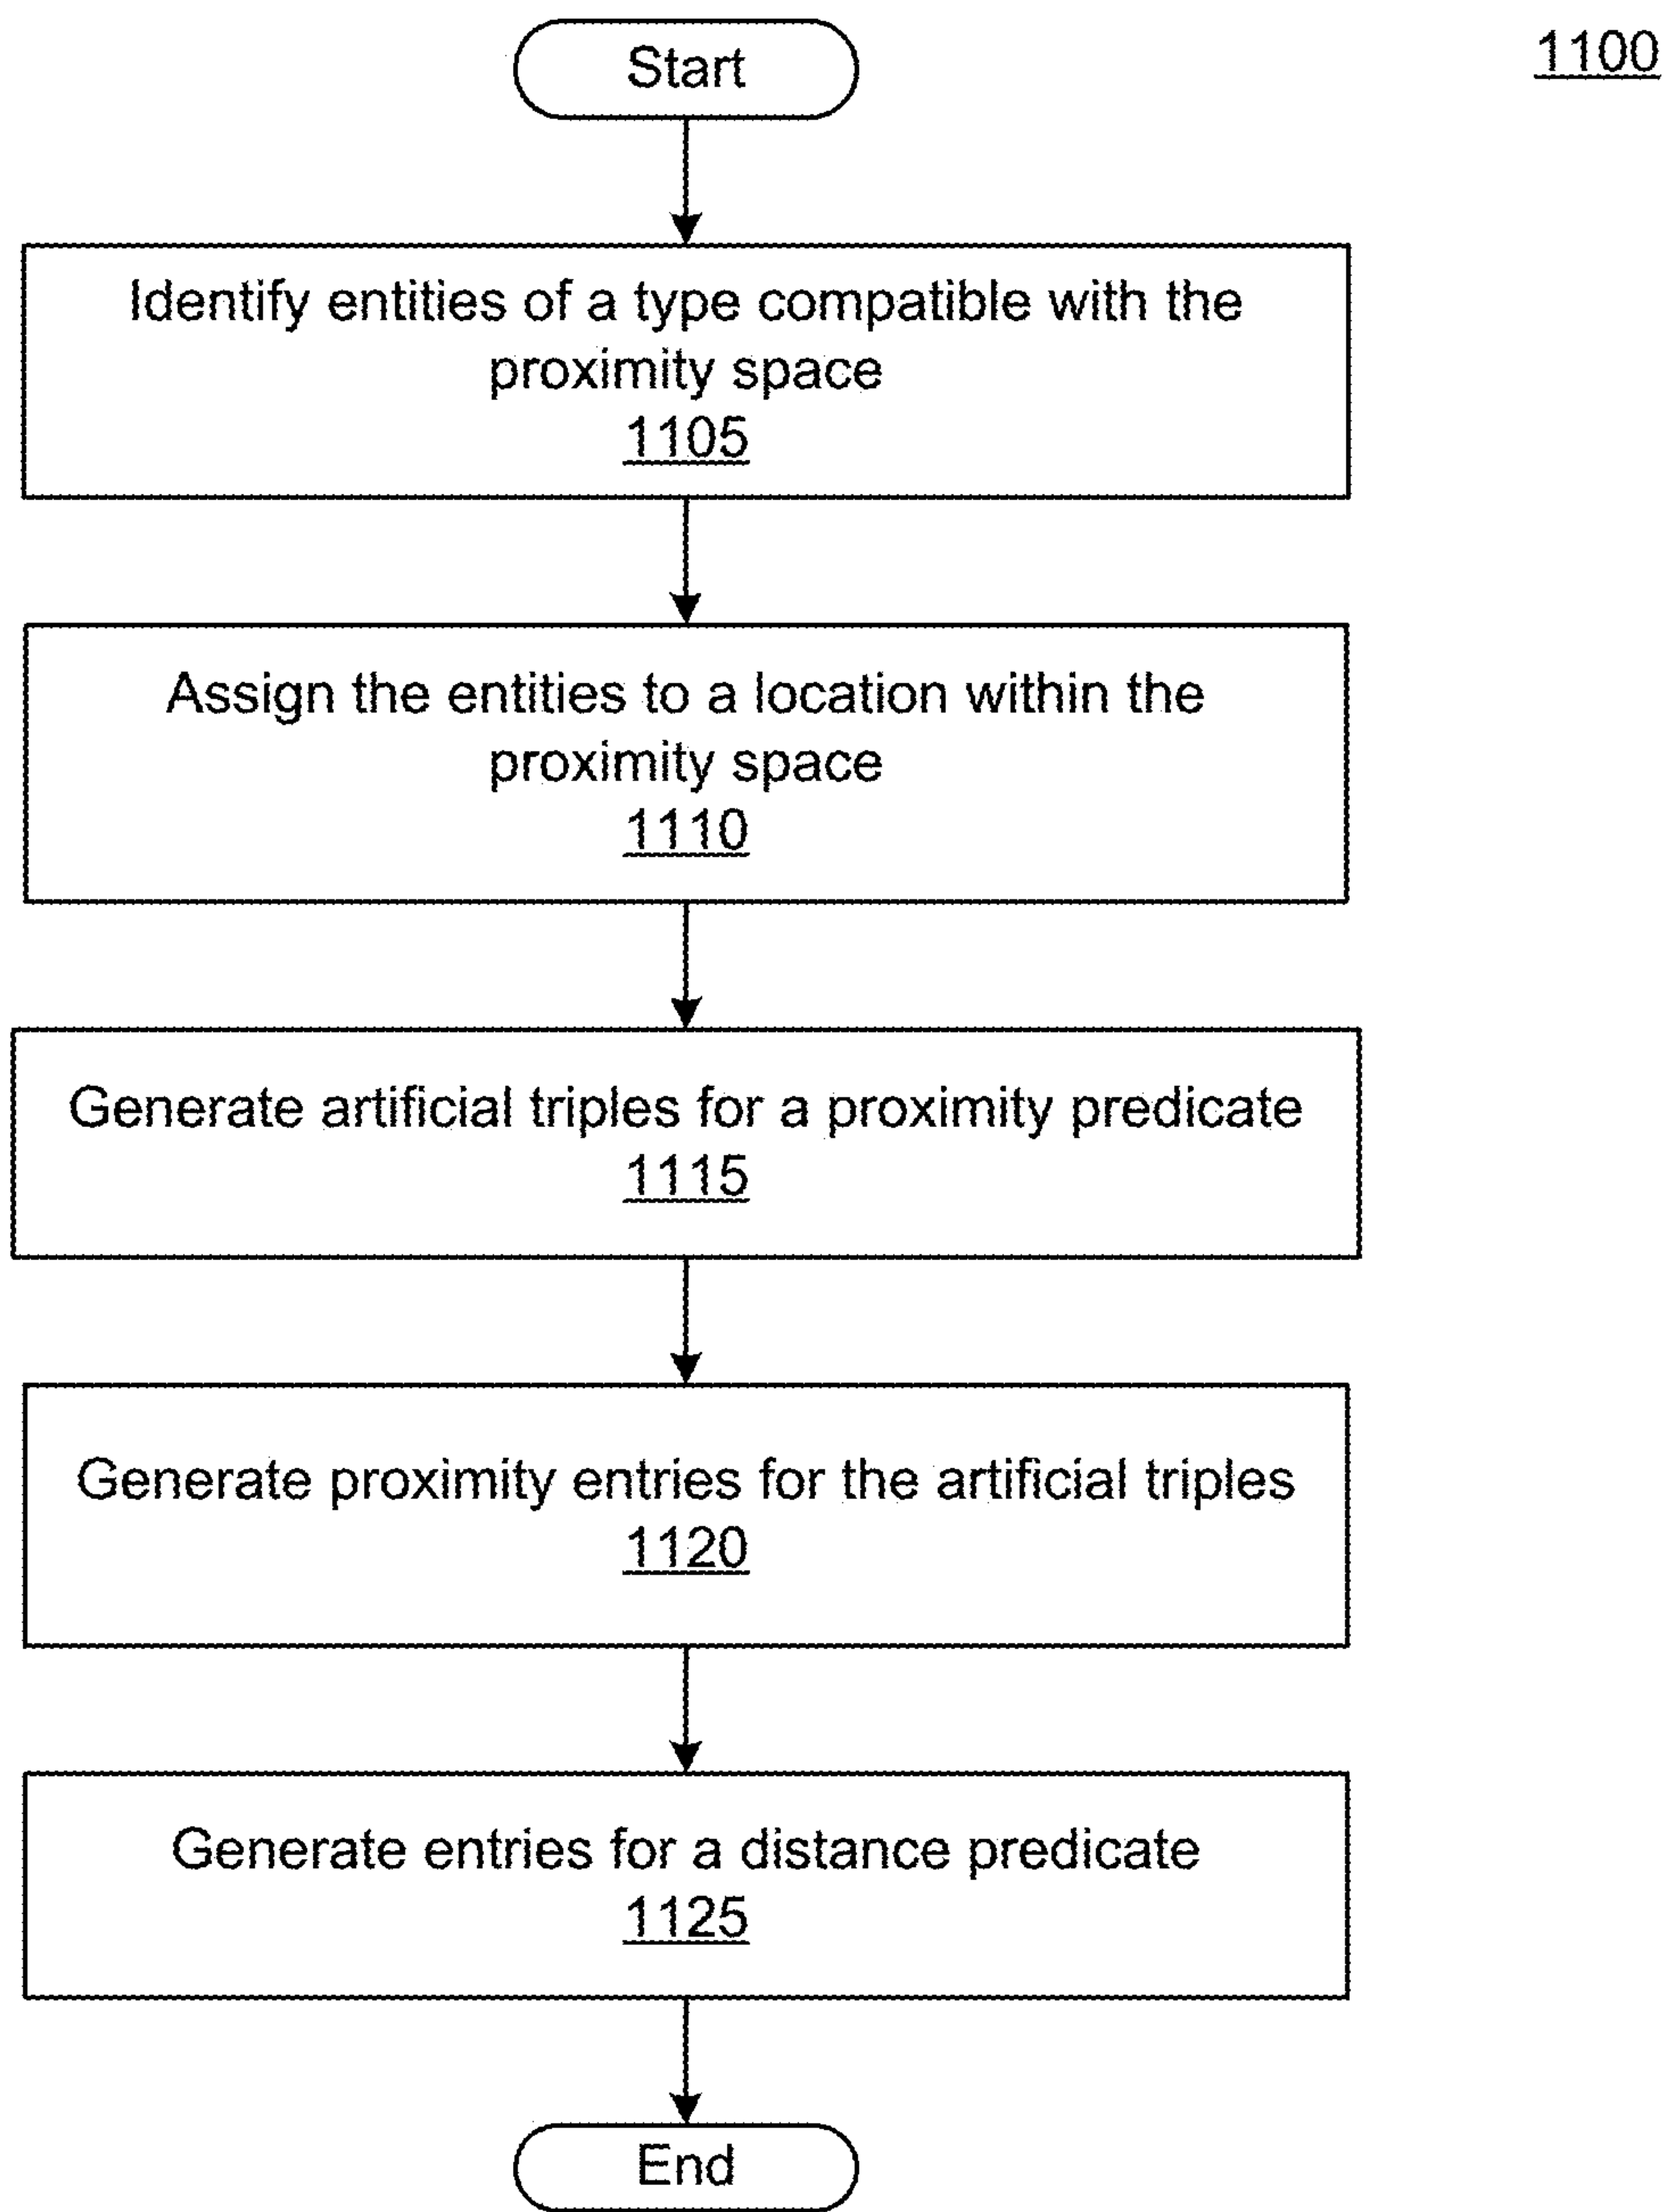 1100
Start
Identify entities of a type compatible with the
proximity space
1105
Assign the entities to a location within the
proximity space
1110
Generate artificial triples for a proximity predicate
1115
Generate proximity entries for the artificial triples
1120
Generate entries for a distance predicate
1125
End